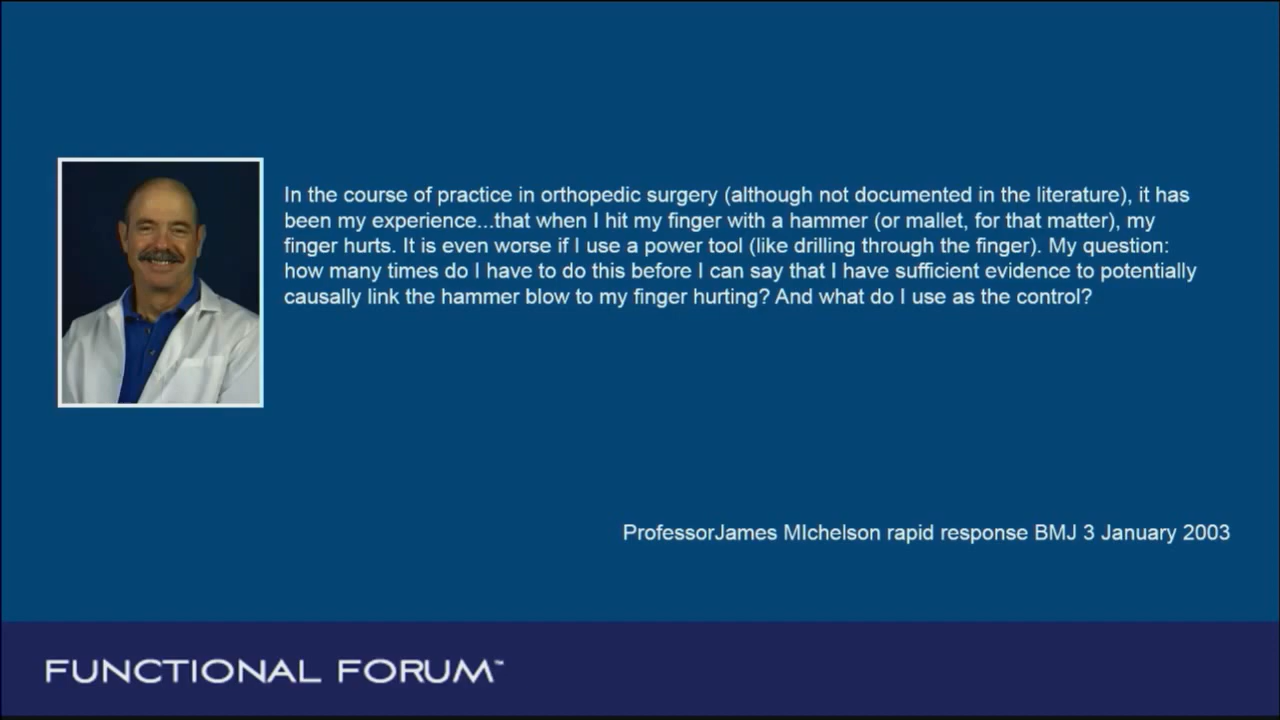 In the course of practice in orthopedic surgery (although not documented in the literature), it has
been my experience...that when I hit my finger with a hammer (or mallet, for that matter), my
finger hurts. It is even worse if I use a power tool (like drilling through the finger). My question:
how many times do I have to do this before I can say that I have sufficient evidence to potentially
causally link the hammer blow to my finger hurting? And what do I use as the control?
ProfessorJames MIchelson rapid response BMJ 3 January 2003
FUNCTIONAL FORUM™